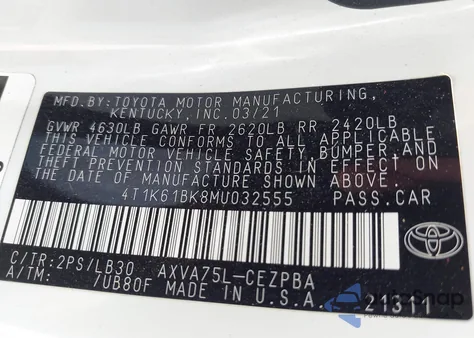 MFD.BY:TOYOTA MOTOR MANUFACTURING,
KENTUCKY,INC.03/21
GVWR 4630LB GAWR FR 2620LB RR 2420LB
THIS VEHICLE CONFORMS TO ALL APPLICABLE
FEDERAL MOTOR VEHICLE SAFETY,BUMPER,AND
THEFT PREVENTION STANDARDS IN EFFECT ON
THE DATE OF MANUFACTURE SHOWN ABOVE.
4T1K61BK8MU032555 PASS.CAR
C/TR:2PS/LB30 AXVA75L-CEZPBA
A/TM: /UB80F MADE IN U.S.A.
21311
TOYOTA
AutoSnap